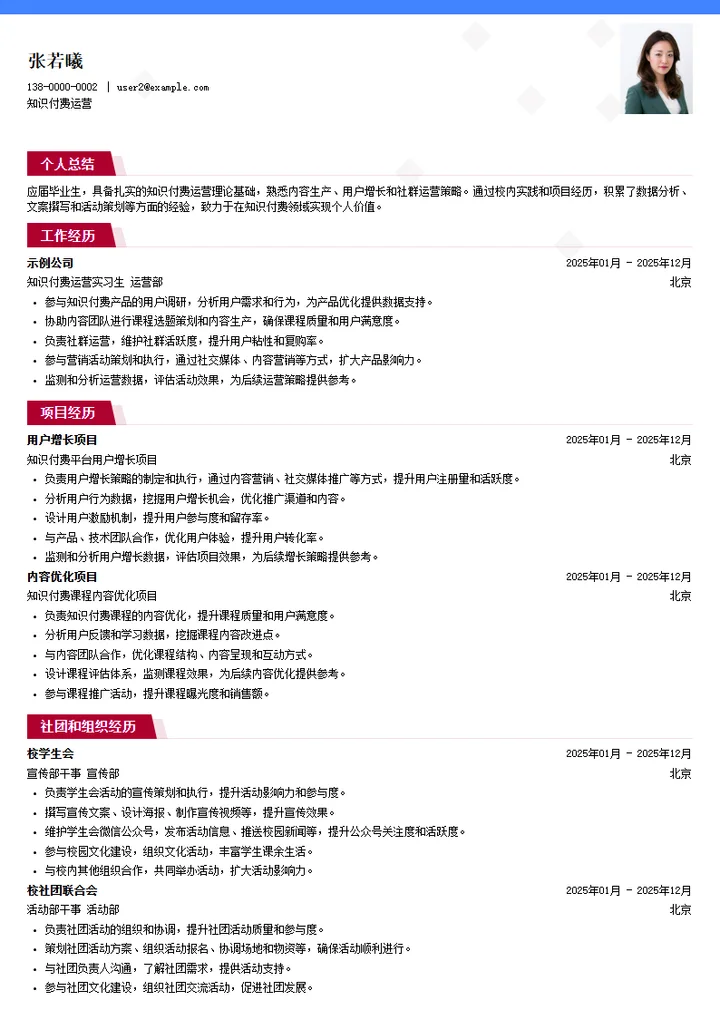 张若曦
138-0000-0002 | user2@example.com
知识付费运营
个人总结
应届毕业生，具备扎实的知识付费运营理论基础，熟悉内容生产、用户增长和社群运营策略。通过校内实践和项目经历，积累了数据分析、
文案撰写和活动策划等方面的经验，致力于在知识付费领域实现个人价值。
工作经历
示例公司 2025年01月 - 2025年12月
知识付费运营实习生 运营部 北京
• 参与知识付费产品的用户调研，分析用户需求和行为，为产品优化提供数据支持。
• 协助内容团队进行课程选题策划和内容生产，确保课程质量和用户满意度。
• 负责社群运营，维护社群活跃度，提升用户粘性和复购率。
• 参与营销活动策划和执行，通过社交媒体、内容营销等方式，扩大产品影响力。
• 监测和分析运营数据，评估活动效果，为后续运营策略提供参考。
项目经历
用户增长项目 2025年01月 - 2025年12月
知识付费平台用户增长项目 北京
• 负责用户增长策略的制定和执行，通过内容营销、社交媒体推广等方式，提升用户注册量和活跃度。
• 分析用户行为数据，挖掘用户增长机会，优化推广渠道和内容。
• 设计用户激励机制，提升用户参与度和留存率。
• 与产品、技术团队合作，优化用户体验，提升用户转化率。
• 监测和分析用户增长数据，评估项目效果，为后续增长策略提供参考。
内容优化项目 2025年01月 - 2025年12月
知识付费课程内容优化项目 北京
• 负责知识付费课程的内容优化，提升课程质量和用户满意度。
• 分析用户反馈和学习数据，挖掘课程内容改进点。
• 与内容团队合作，优化课程结构、内容呈现和互动方式。
• 设计课程评估体系，监测课程效果，为后续内容优化提供参考。
• 参与课程推广活动，提升课程曝光度和销售额。
社团和组织经历
校学生会 2025年01月 - 2025年12月
宣传部干事 宣传部 北京
• 负责学生会活动的宣传策划和执行，提升活动影响力和参与度。
• 撰写宣传文案、设计海报、制作宣传视频等，提升宣传效果。
• 维护学生会微信公众号，发布活动信息、推送校园新闻等，提升公众号关注度和活跃度。
• 参与校园文化建设，组织文化活动，丰富学生课余生活。
• 与校内其他组织合作，共同举办活动，扩大活动影响力。
校社团联合会 2025年01月 - 2025年12月
活动部干事 活动部 北京
• 负责社团活动的组织和协调，提升社团活动质量和参与度。
• 策划社团活动方案、组织活动报名、协调场地和物资等，确保活动顺利进行。
• 与社团负责人沟通，了解社团需求，提供活动支持。
• 参与社团文化建设，组织社团交流活动，促进社团发展。